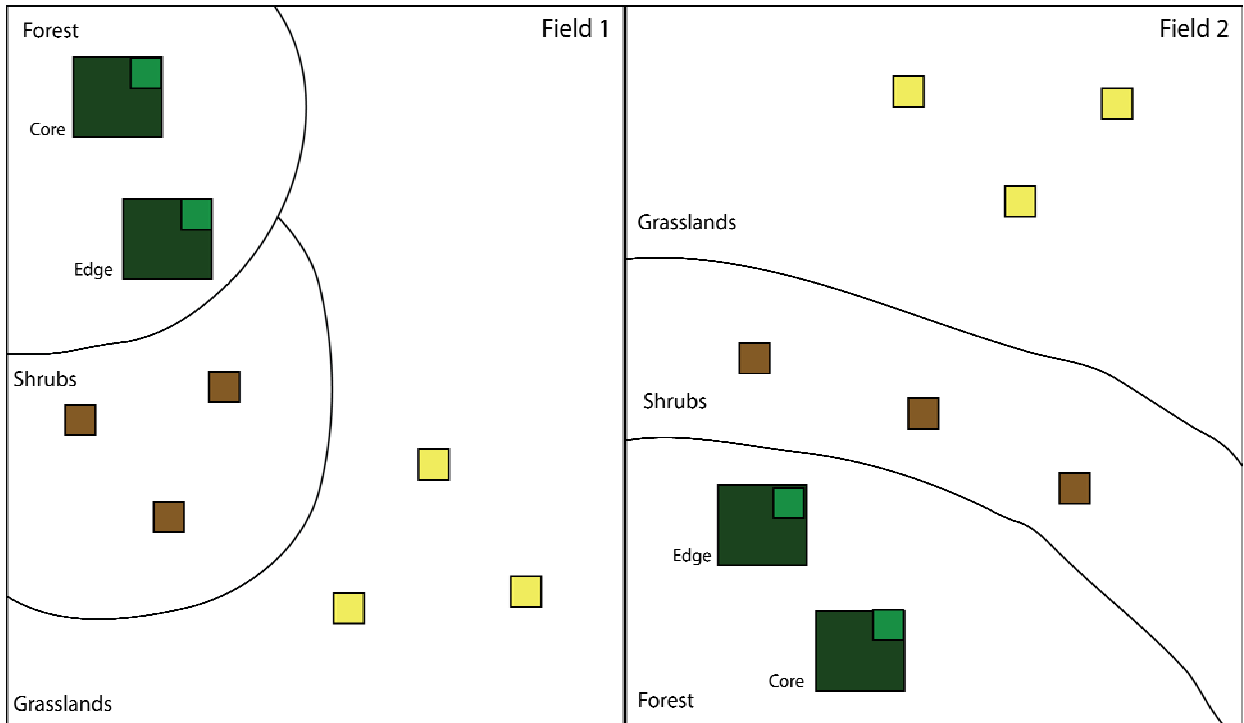 Forest
Field 1
Core
Edge
Shrubs
Grasslands
Field 2
Grasslands
Shrubs
Edge
Core
Forest